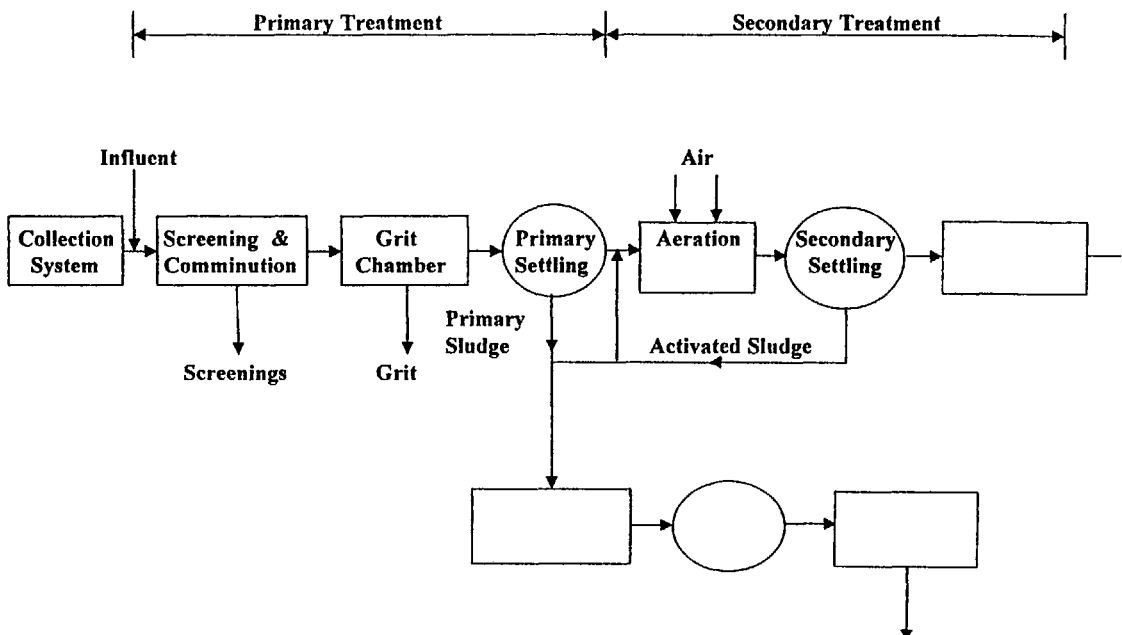 Primary Treatment
Secondary Treatment
Influent
Air
Collection
System
Screening &
Comminution
Grit
Chamber
Primary
Settling
Aeration
Secondary
Settling
Primary
Sludge
Activated Sludge
Screenings
Grit